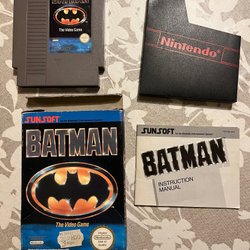 BATMAN
The Video Game
Nintendo
SUNSOFT
BATMAN
The Video Game
SUNSOFT
BATMAN
INSTRUCTION
MANUAL